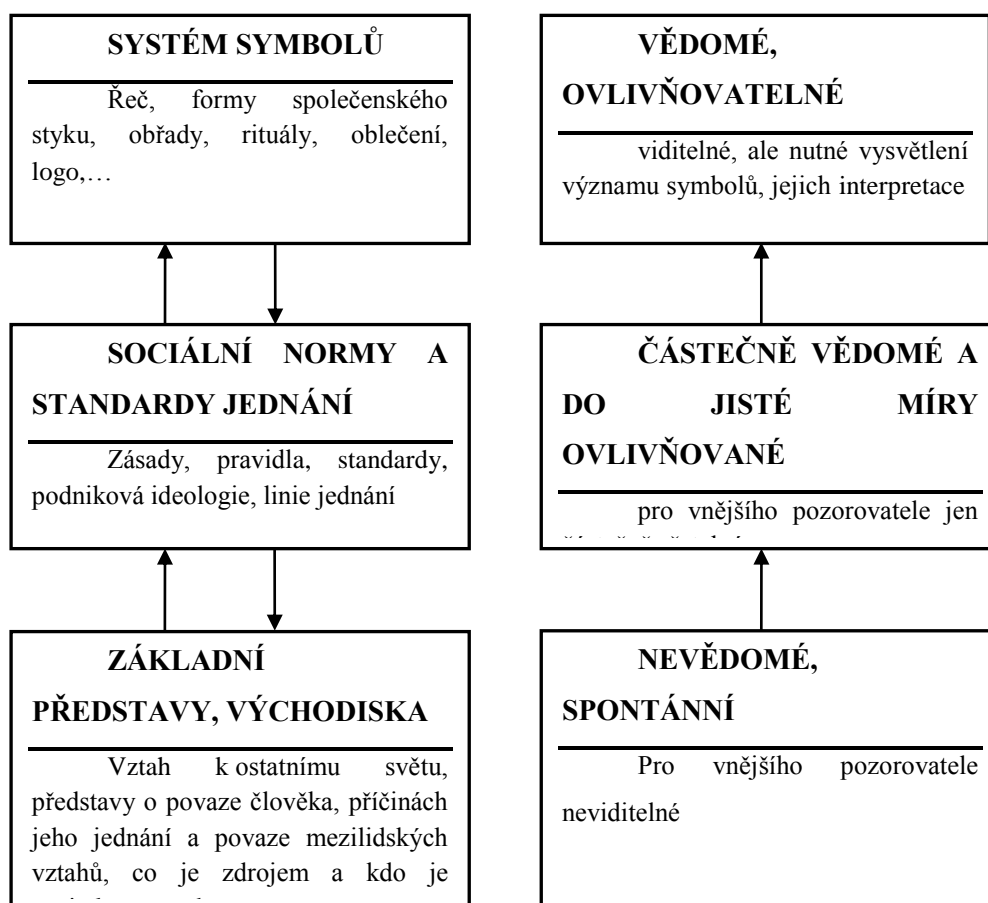 SYSTÉM SYMBOLŮ
Řeč, formy společenského
styku, obřady, rituály, oblečení,
logo,…
VĚDOMÉ,
OVLIVŇOVATELNÉ
viditelné, ale nutné vysvětlení
významu symbolů, jejich interpretace
SOCIÁLNÍ NORMY A
STANDARDY JEDNÁNÍ
Zásady, pravidla, standardy,
podniková ideologie, linie jednání
ČÁSTEČNĚ VĚDOMÉ A
DO JISTÉ MÍRY
OVLIVŇOVANÉ
pro vnějšího pozorovatele jen
ZÁKLADNÍ
PŘEDSTAVY, VÝCHODISKA
Vztah k ostatnímu světu,
představy o povaze člověka, příčinách
jeho jednání a povaze mezilidských
vztahů, co je zdrojem a kdo je
NEVĚDOMÉ,
SPONTÁNNÍ
Pro vnějšího pozorovatele
neviditelné